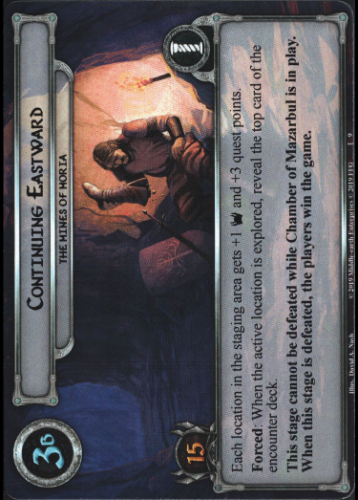 3B
CONTINUING EASTWARD
THE MINES OF MORIA
15
Each location in the staging area gets +1 and +3 quest points.
Forced: When the active location is explored, reveal the top card of the
encounter deck.
This stage cannot be defeated while Chamber of Mazarbul is in play.
When this stage is defeated, the players win the game.
Illus. David A. Nash © 2019 Middle-earth Enterprises © 2019 FFG 9